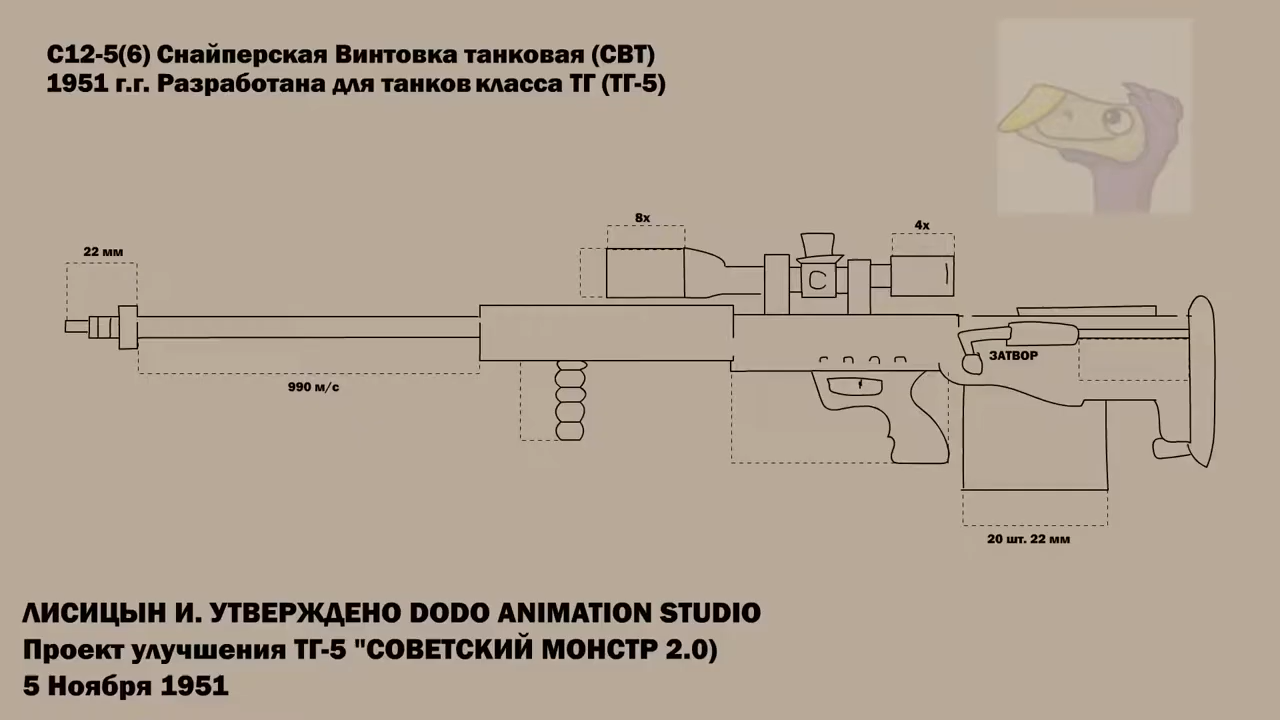 С12-5(6) Снайперская Винтовка танковая (СВТ)
1951 г.г. Разработана для танков класса ТГ (ТГ-5)
8x
4x
22 мм
С
ЗАТВОР
990 м/с
20 шт. 22 мм
ЛИСИЦЫН И. УТВЕРЖДЕНО DODO ANIMATION STUDIO
Проект улучшения ТГ-5 "СОВЕТСКИЙ МОНСТР 2.0)
5 Ноября 1951